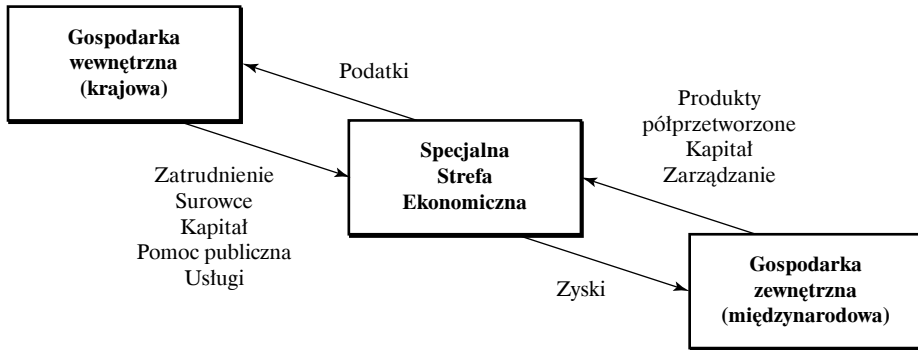 Gospodarka
wewnętrzna
(krajowa)
Podatki
Produkty
półprzetworzone
Kapitał
Zarządzanie
Specjalna
Strefa
Ekonomiczna
Zatrudnienie
Surowce
Kapitał
Pomoc publiczna
Usługi
Zyski
Gospodarka
zewnętrzna
(międzynarodowa)